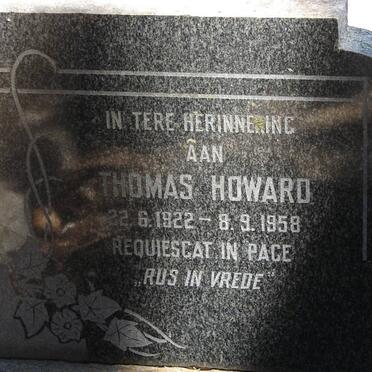 IN TERE HERINNERING
AAN
THOMAS HOWARD
22.6.1922 – 8.9.1958
REQUIESCAT IN PACE
„RUS IN VREDE"